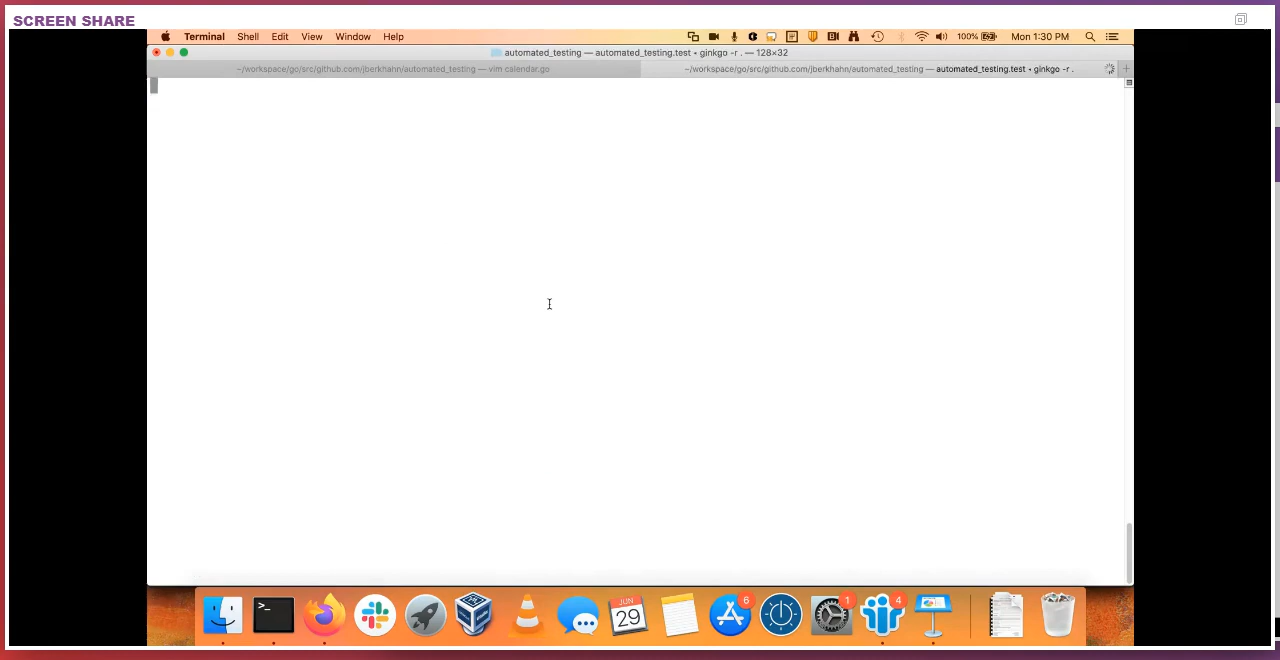 SCREEN SHARE
Terminal Shell Edit View Window Help 100% Mon 1:30 PM
automated_testing — automated_testing.test ◂ ginkgo -r . — 128×32
~/workspace/go/src/github.com/jberkhahn/automated_testing — vim calendar.go
~/workspace/go/src/github.com/jberkhahn/automated_testing — automated_testing.test ◂ ginkgo -r .
>_
JUN
29
6
1
4